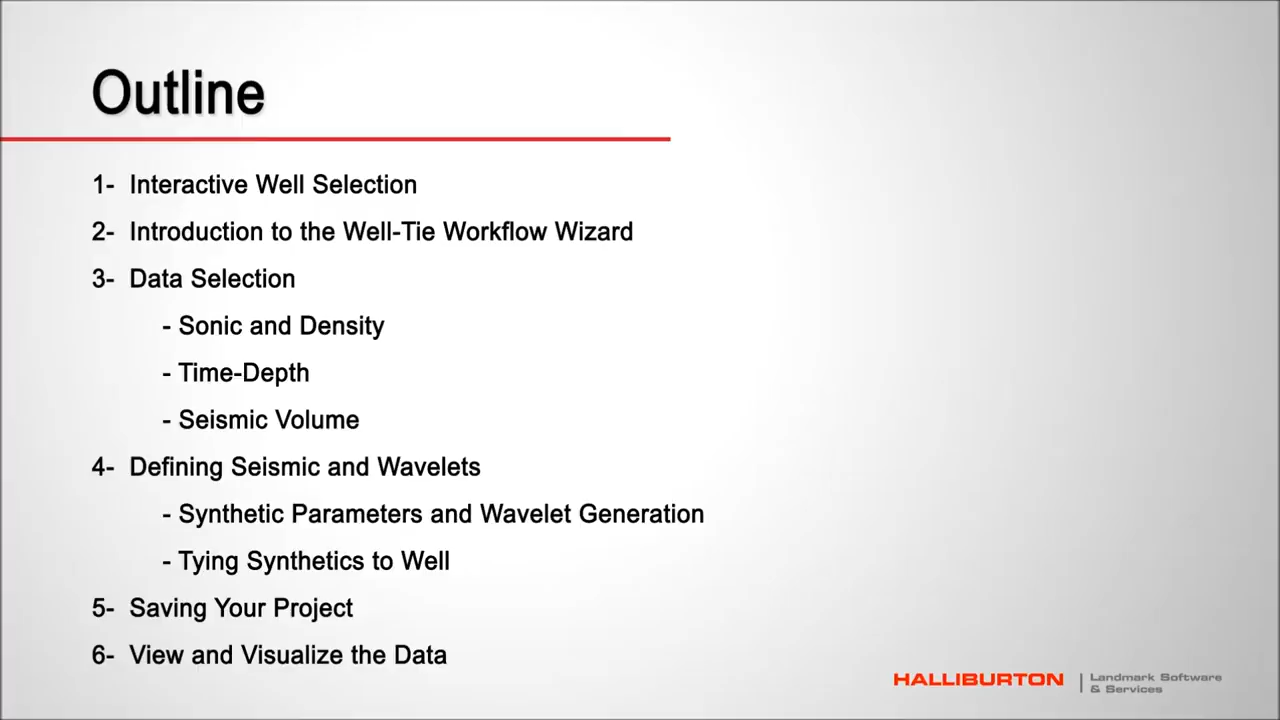 Outline
1- Interactive Well Selection
2- Introduction to the Well-Tie Workflow Wizard
3- Data Selection
- Sonic and Density
- Time-Depth
- Seismic Volume
4- Defining Seismic and Wavelets
- Synthetic Parameters and Wavelet Generation
- Tying Synthetics to Well
5- Saving Your Project
6- View and Visualize the Data
HALLIBURTON | Landmark Software
& Services